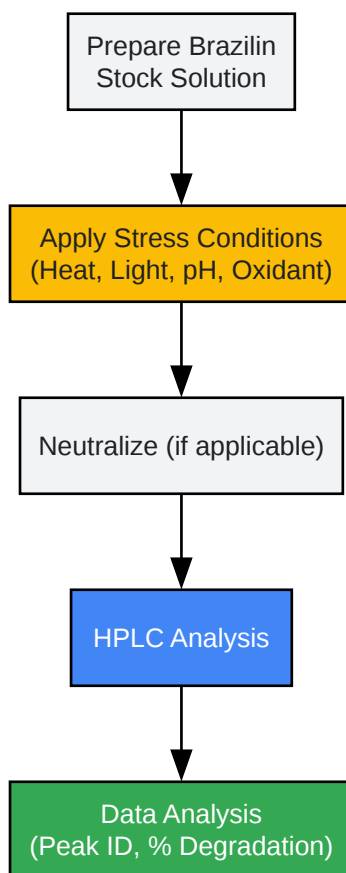 Prepare Brazilin
Stock Solution
Apply Stress Conditions
(Heat, Light, pH, Oxidant)
Neutralize (if applicable)
HPLC Analysis
Data Analysis
(Peak ID, % Degradation)